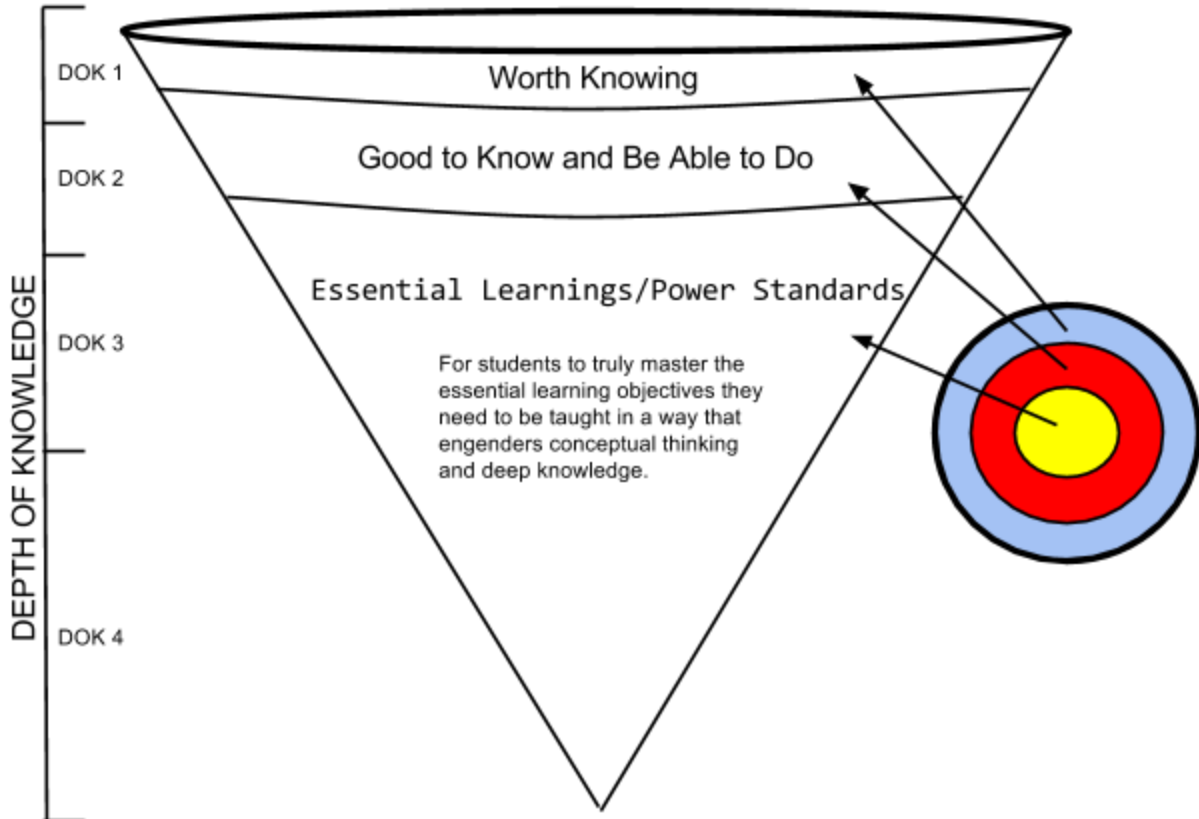 DOK 1
Worth Knowing
Good to Know and Be Able to Do
DOK 2
Essential Learnings/Power Standards
DEPTH OF KNOWLEDGE
DOK 3
For students to truly master the
essential learning objectives they
need to be taught in a way that
engenders conceptual thinking
and deep knowledge.
DOK 4